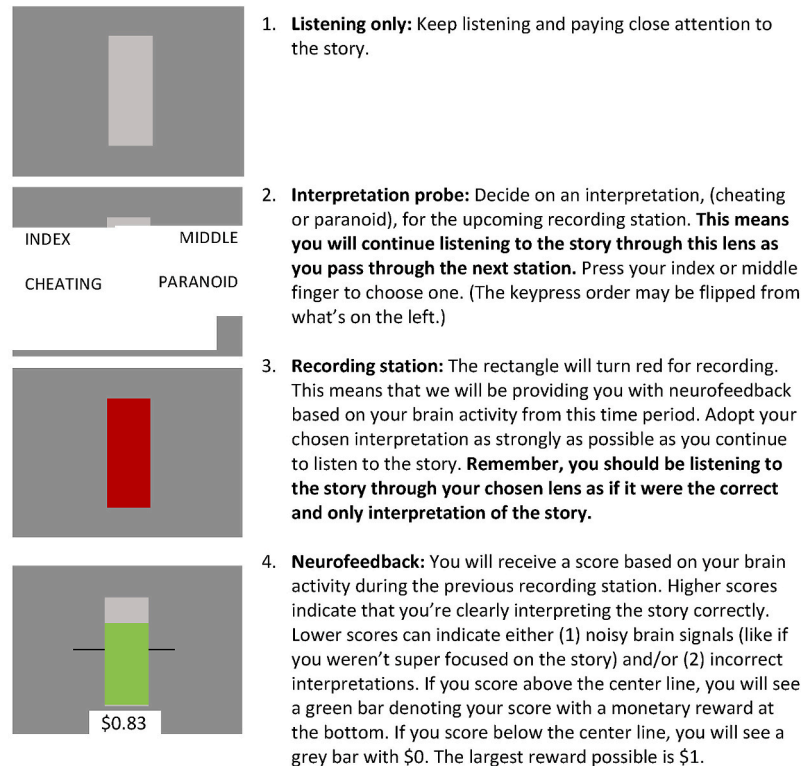 1. Listening only: Keep listening and paying close attention to
the story.
2. Interpretation probe: Decide on an interpretation, (cheating
or paranoid), for the upcoming recording station. This means
you will continue listening to the story through this lens as
you pass through the next station. Press your index or middle
finger to choose one. (The keypress order may be flipped from
what's on the left.)
INDEX MIDDLE
CHEATING PARANOID
3. Recording station: The rectangle will turn red for recording.
This means that we will be providing you with neurofeedback
based on your brain activity from this time period. Adopt your
chosen interpretation as strongly as possible as you continue
to listen to the story. Remember, you should be listening to
the story through your chosen lens as if it were the correct
and only interpretation of the story.
4. Neurofeedback: You will receive a score based on your brain
activity during the previous recording station. Higher scores
indicate that you're clearly interpreting the story correctly.
Lower scores can indicate either (1) noisy brain signals (like if
you weren't super focused on the story) and/or (2) incorrect
interpretations. If you score above the center line, you will see
a green bar denoting your score with a monetary reward at
the bottom. If you score below the center line, you will see a
grey bar with $0. The largest reward possible is $1.
$0.83